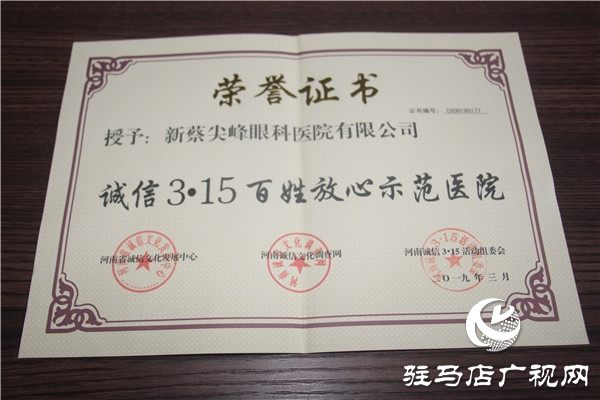 荣誉证书
证书编号：
授予：新蔡尖峰眼科医院有限公司
诚信3·15百姓放心示范医院
河南省诚信文化发展中心
河南诚信文化调查网
河南诚信3·15活动组委会
二〇一九年三月
驻马店广视网